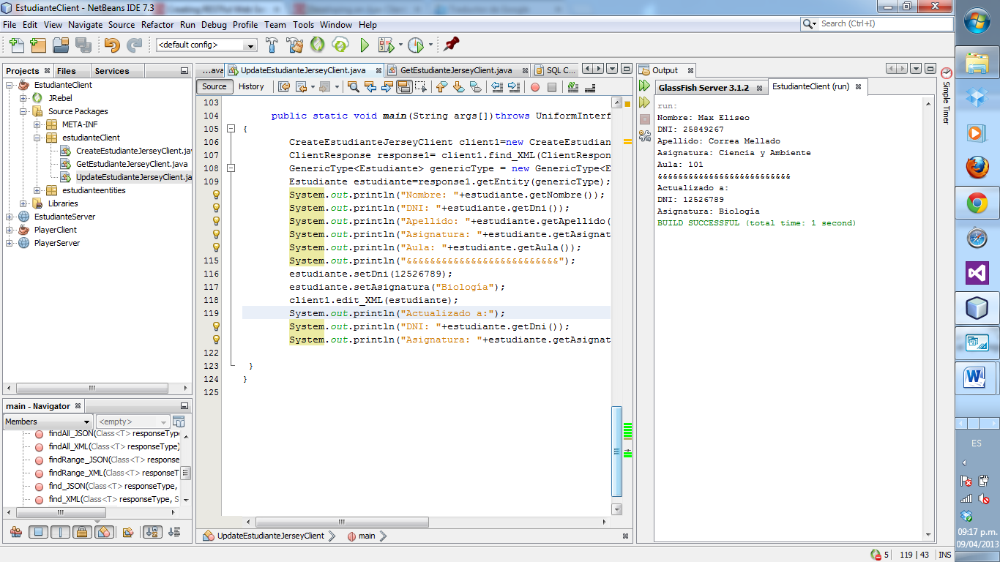 EstudianteClient - NetBeans IDE 7.3
File Edit View Navigate Source Refactor Run Debug Profile Team Tools Window Help
Search (Ctrl+I)
<default config>
Projects Files Services
EstudianteClient
JRebel
Source Packages
META-INF
estudianteClient
CreateEstudianteJerseyClient.jav
GetEstudianteJerseyClient.java
UpdateEstudianteJerseyClient.ja
estudianteentities
Libraries
EstudianteServer
PlayerClient
PlayerServer
main - Navigator
Members
<empty>
findAll_JSON(Class<T> responseType
findAll_XML(Class<T> responseType)
findRange_JSON(Class<T> response
findRange_XML(Class<T> responseT
find_JSON(Class<T> responseType,
find_XML(Class<T> responseType, S
...ava UpdateEstudianteJerseyClient.java GetEstudianteJerseyClient.java SQL C...
Source History
103
104 public static void main(String args[])throws UniformInterf
105 {
106 CreateEstudianteJerseyClient client1=new CreateEstudian
107 ClientResponse response1= client1.find_XML(ClientRespon
108 GenericType<Estudiante> genericType = new GenericType<E
109 Estudiante estudiante=response1.getEntity(genericType);
System.out.println("Nombre: "+estudiante.getNombre());
System.out.println("DNI: "+estudiante.getDni());
System.out.println("Apellido: "+estudiante.getApellido(
System.out.println("Asignatura: "+estudiante.getAsignat
System.out.println("Aula: "+estudiante.getAula());
115 System.out.println("&&&&&&&&&&&&&&&&&&&&&&&&&&");
116 estudiante.setDni(12526789);
117 estudiante.setAsignatura("Biología");
118 client1.edit_XML(estudiante);
119 System.out.println("Actualizado a:");
System.out.println("DNI: "+estudiante.getDni());
System.out.println("Asignatura: "+estudiante.getAsignat
122
123 }
124 }
125
UpdateEstudianteJerseyClient main
Output
GlassFish Server 3.1.2 EstudianteClient (run)
run:
Nombre: Max Eliseo
DNI: 25849267
Apellido: Correa Mellado
Asignatura: Ciencia y Ambiente
Aula: 101
&&&&&&&&&&&&&&&&&&&&&&&&&&
Actualizado a:
DNI: 12526789
Asignatura: Biología
BUILD SUCCESSFUL (total time: 1 second)
Simple Timer
5 119 | 43 INS
ES
09:17 p.m.
09/04/2013